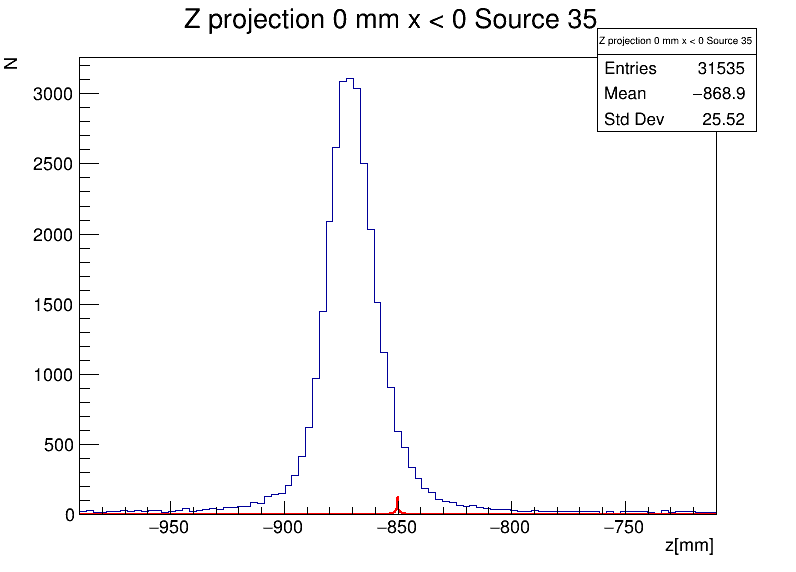 Z projection 0 mm x < 0 Source 35
Z projection 0 mm x < 0 Source 35
Entries 31535
Mean −868.9
Std Dev 25.52
N
3000
2500
2000
1500
1000
500
0
−950 −900 −850 −800 −750
z[mm]